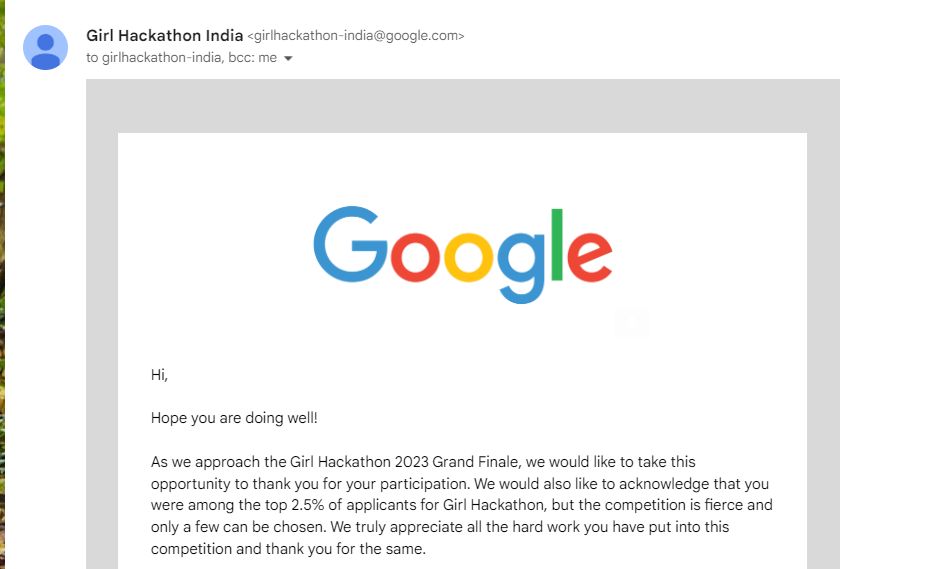 Girl Hackathon India <girlhackathon-india@google.com>
to girlhackathon-india, bcc: me
Google
Hi,
Hope you are doing well!
As we approach the Girl Hackathon 2023 Grand Finale, we would like to take this
opportunity to thank you for your participation. We would also like to acknowledge that you
were among the top 2.5% of applicants for Girl Hackathon, but the competition is fierce and
only a few can be chosen. We truly appreciate all the hard work you have put into this
competition and thank you for the same.